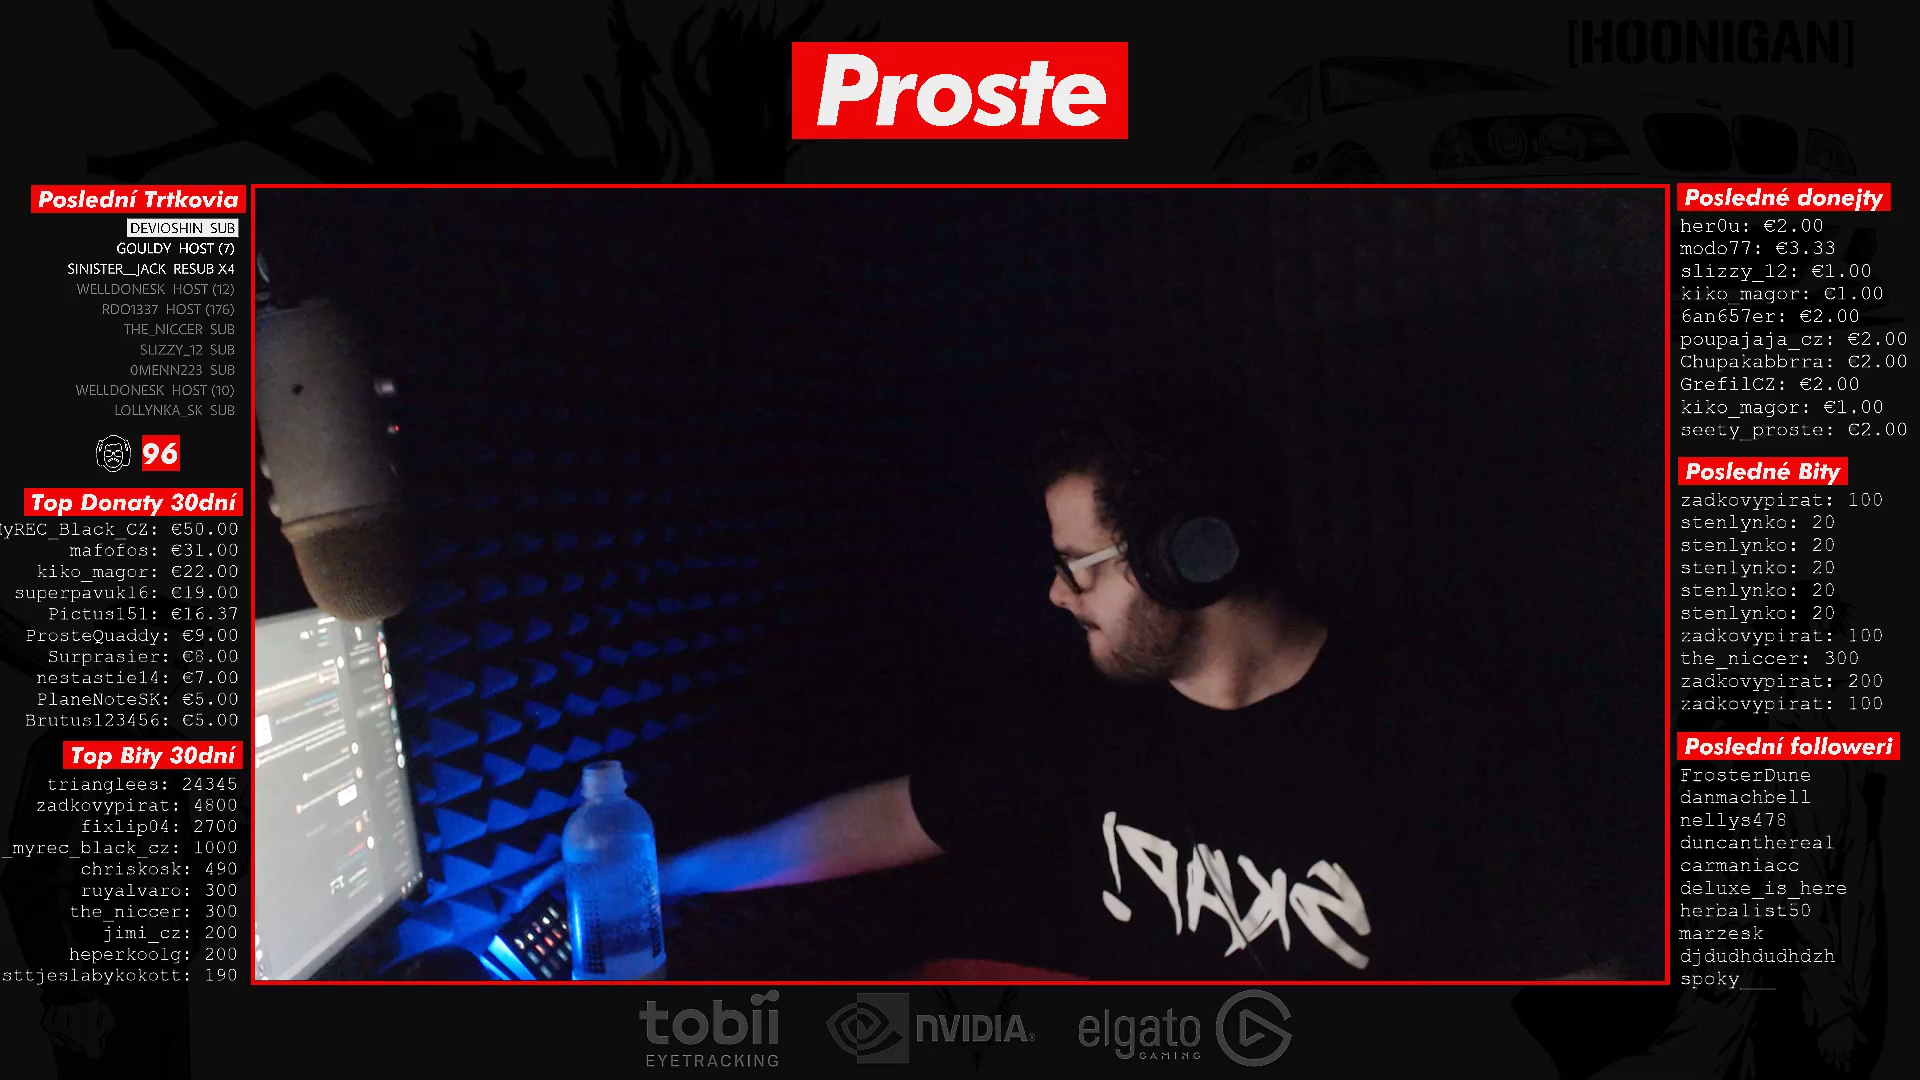 [HOONIGAN]
Proste
Poslední Trtkovia
DEVIOSHIN SUB
GOULDY HOST (7)
SINISTER__JACK RESUB X4
WELLDONESK HOST (12)
RDO1337 HOST (176)
THE_NICCER SUB
SLIZZY_12 SUB
0MENN223 SUB
WELLDONESK HOST (10)
LOLLYNKA_SK SUB
96
Top Donaty 30dní
MyREC_Black_CZ: €50.00
mafofos: €31.00
kiko_magor: €22.00
superpavuk16: €19.00
Pictus151: €16.37
ProsteQuaddy: €9.00
Surprasier: €8.00
nestastie14: €7.00
PlaneNoteSK: €5.00
Brutus123456: €5.00
Top Bity 30dní
trianglees: 24345
zadkovypirat: 4800
fixlip04: 2700
_myrec_black_cz: 1000
chriskosk: 490
ruyalvaro: 300
the_niccer: 300
jimi_cz: 200
heperkoolg: 200
sttjeslabykokott: 190
SKAP!
Posledné donejty
her0u: €2.00
modo77: €3.33
slizzy_12: €1.00
kiko_magor: €1.00
6an657er: €2.00
poupajaja_cz: €2.00
Chupakabbrra: €2.00
GrefilCZ: €2.00
kiko_magor: €1.00
seety_proste: €2.00
Posledné Bity
zadkovypirat: 100
stenlynko: 20
stenlynko: 20
stenlynko: 20
stenlynko: 20
stenlynko: 20
zadkovypirat: 100
the_niccer: 300
zadkovypirat: 200
zadkovypirat: 100
Poslední followeri
FrosterDune
danmachbell
nellys478
duncanthereal
carmaniacc
deluxe_is_here
herbalist50
marzesk
djdudhdudhdzh
spoky___
tobii
EYETRACKING
NVIDIA.
elgato
GAMING